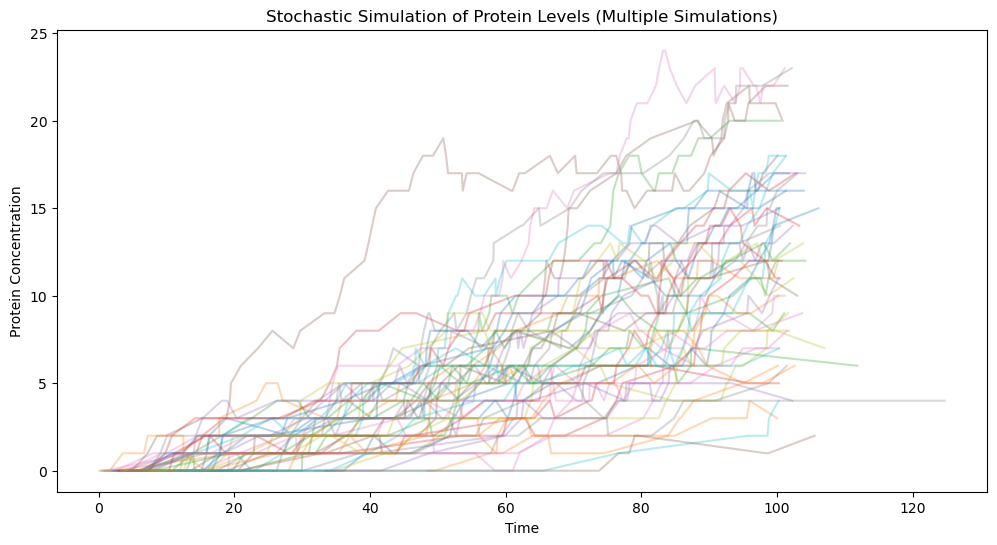 Stochastic Simulation of Protein Levels (Multiple Simulations)
25
20
15
10
5
0
Protein Concentration
0 20 40 60 80 100 120
Time